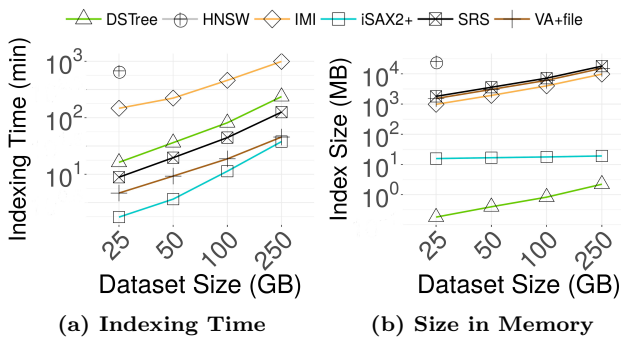 DSTree HNSW IMI iSAX2+ SRS VA+file
Indexing Time (min)
10³
10²
10¹
25 50 100 250
Dataset Size (GB)
(a) Indexing Time
Index Size (MB)
10⁴
10³
10²
10¹
10⁰
25 50 100 250
Dataset Size (GB)
(b) Size in Memory